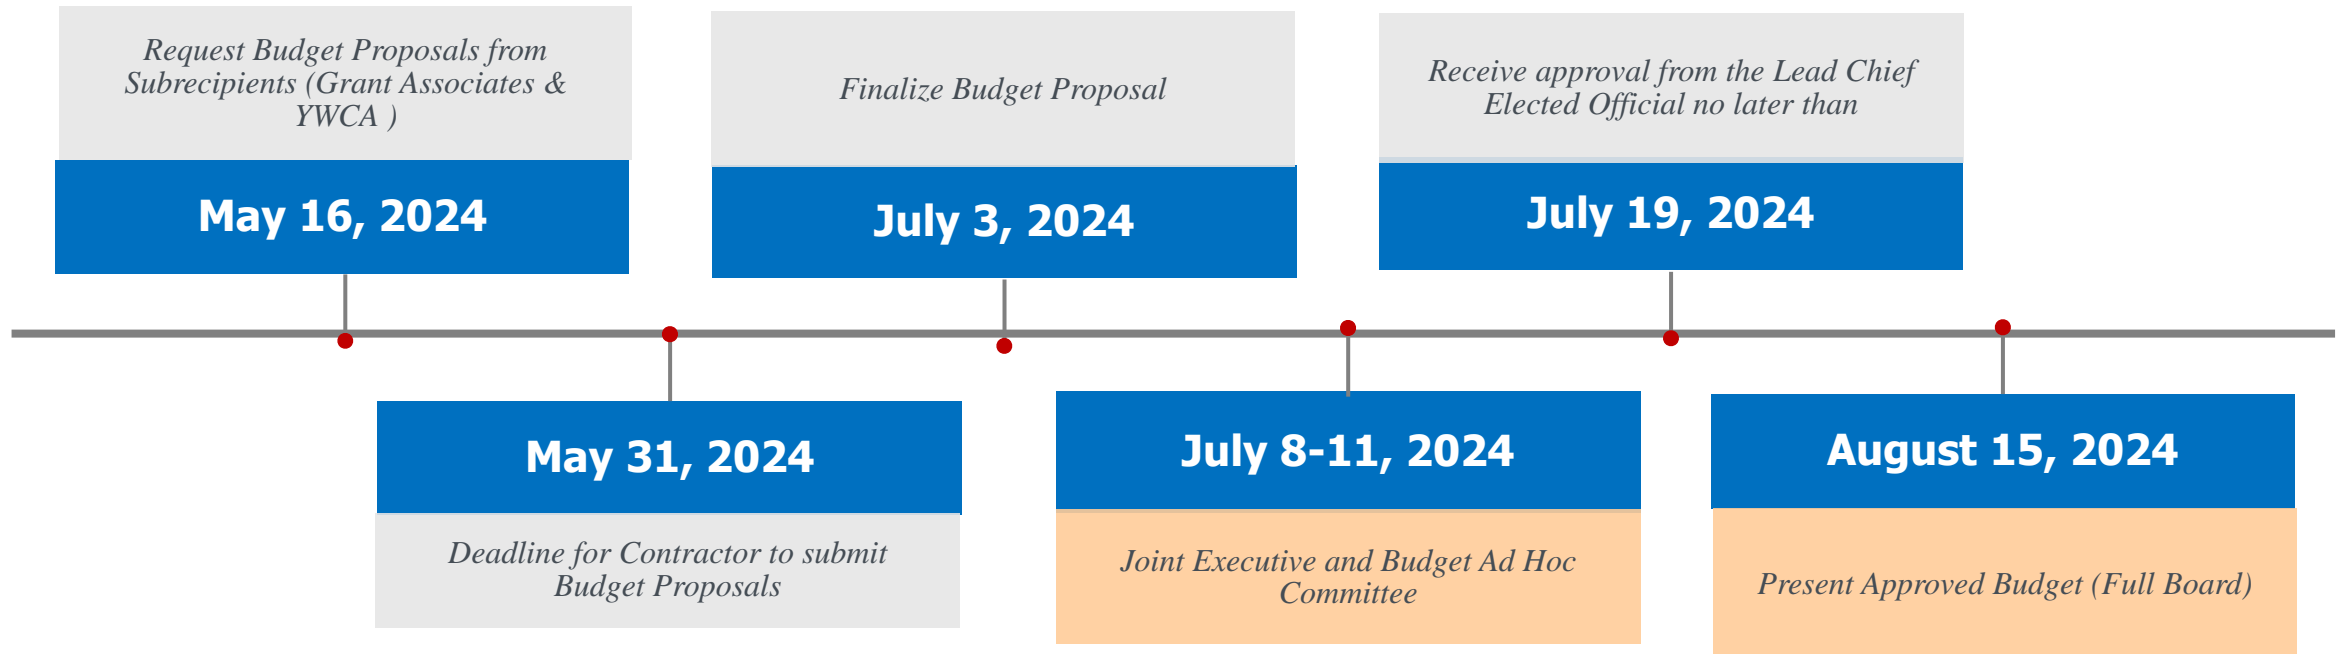 Request Budget Proposals from
Subrecipients (Grant Associates &
YWCA )
May 16, 2024
Deadline for Contractor to submit
Budget Proposals
May 31, 2024
Finalize Budget Proposal
July 3, 2024
July 8-11, 2024
Joint Executive and Budget Ad Hoc
Committee
Receive approval from the Lead Chief
Elected Official no later than
July 19, 2024
August 15, 2024
Present Approved Budget (Full Board)